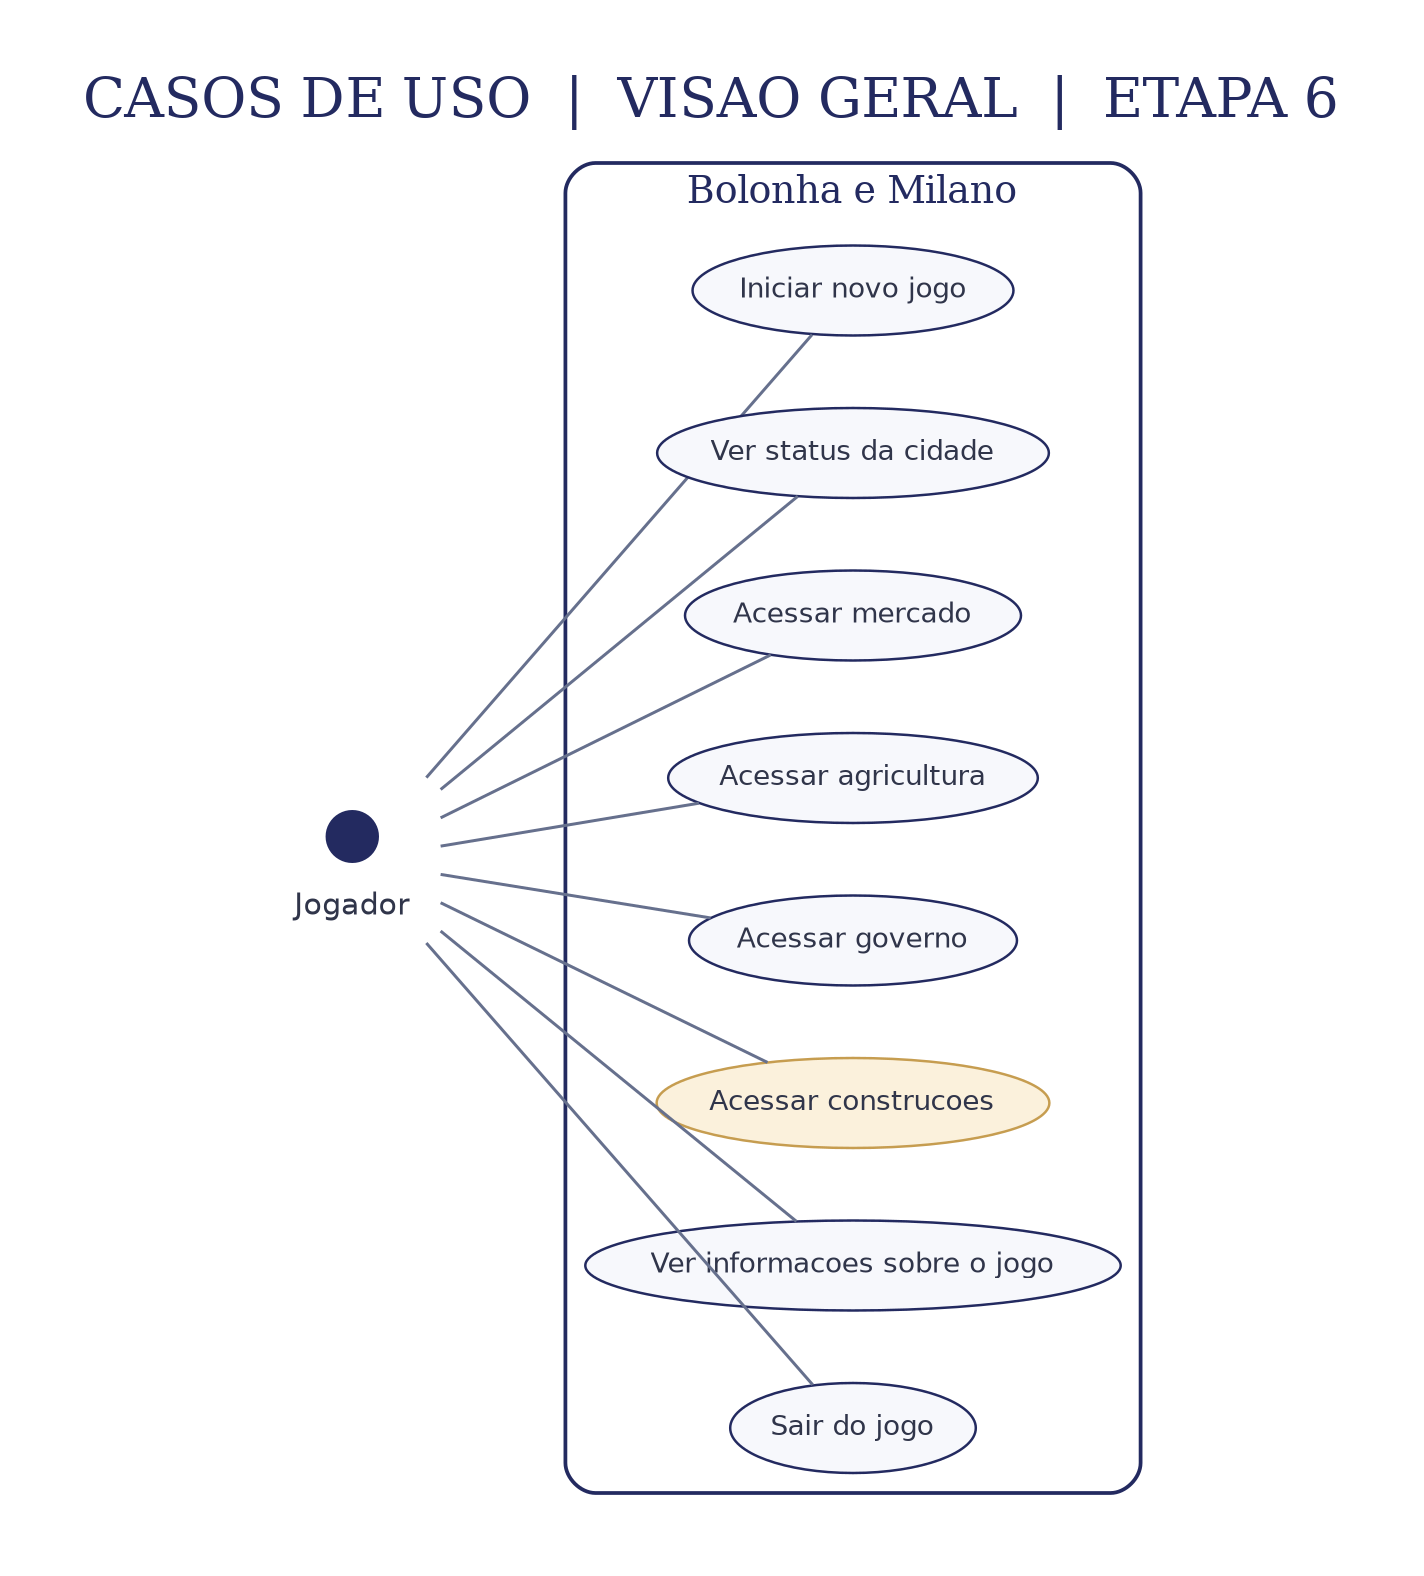 CASOS DE USO | VISAO GERAL | ETAPA 6
Bolonha e Milano
Iniciar novo jogo
Ver status da cidade
Acessar mercado
Acessar agricultura
Jogador
Acessar governo
Acessar construcoes
Ver informacoes sobre o jogo
Sair do jogo